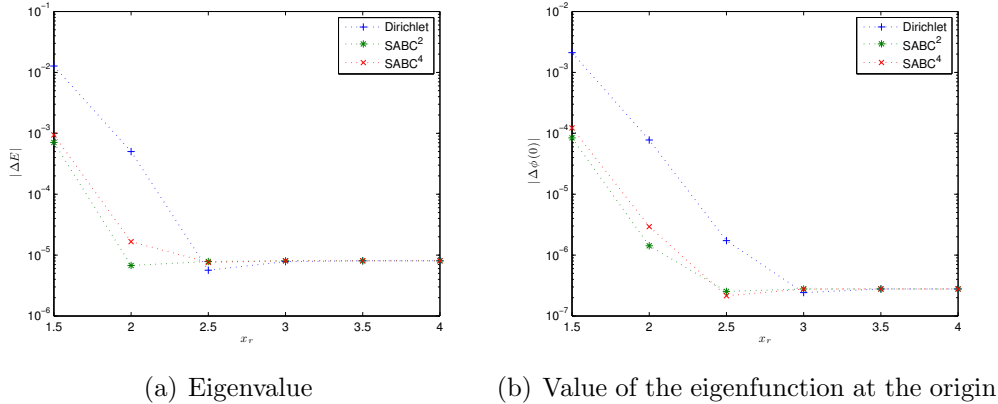 10^-1
10^-2
10^-3
10^-4
10^-5
10^-6
|ΔE|
1.5 2 2.5 3 3.5 4
x_r
Dirichlet
SABC^2
SABC^4
(a) Eigenvalue
10^-2
10^-3
10^-4
10^-5
10^-6
10^-7
|Δϕ(0)|
1.5 2 2.5 3 3.5 4
x_r
Dirichlet
SABC^2
SABC^4
(b) Value of the eigenfunction at the origin